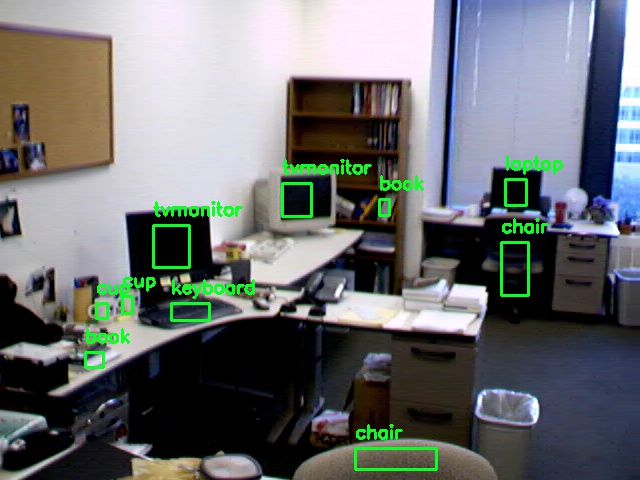 tvmonitor
laptop
book
tvmonitor
chair
cup
cup
keyboard
book
chair